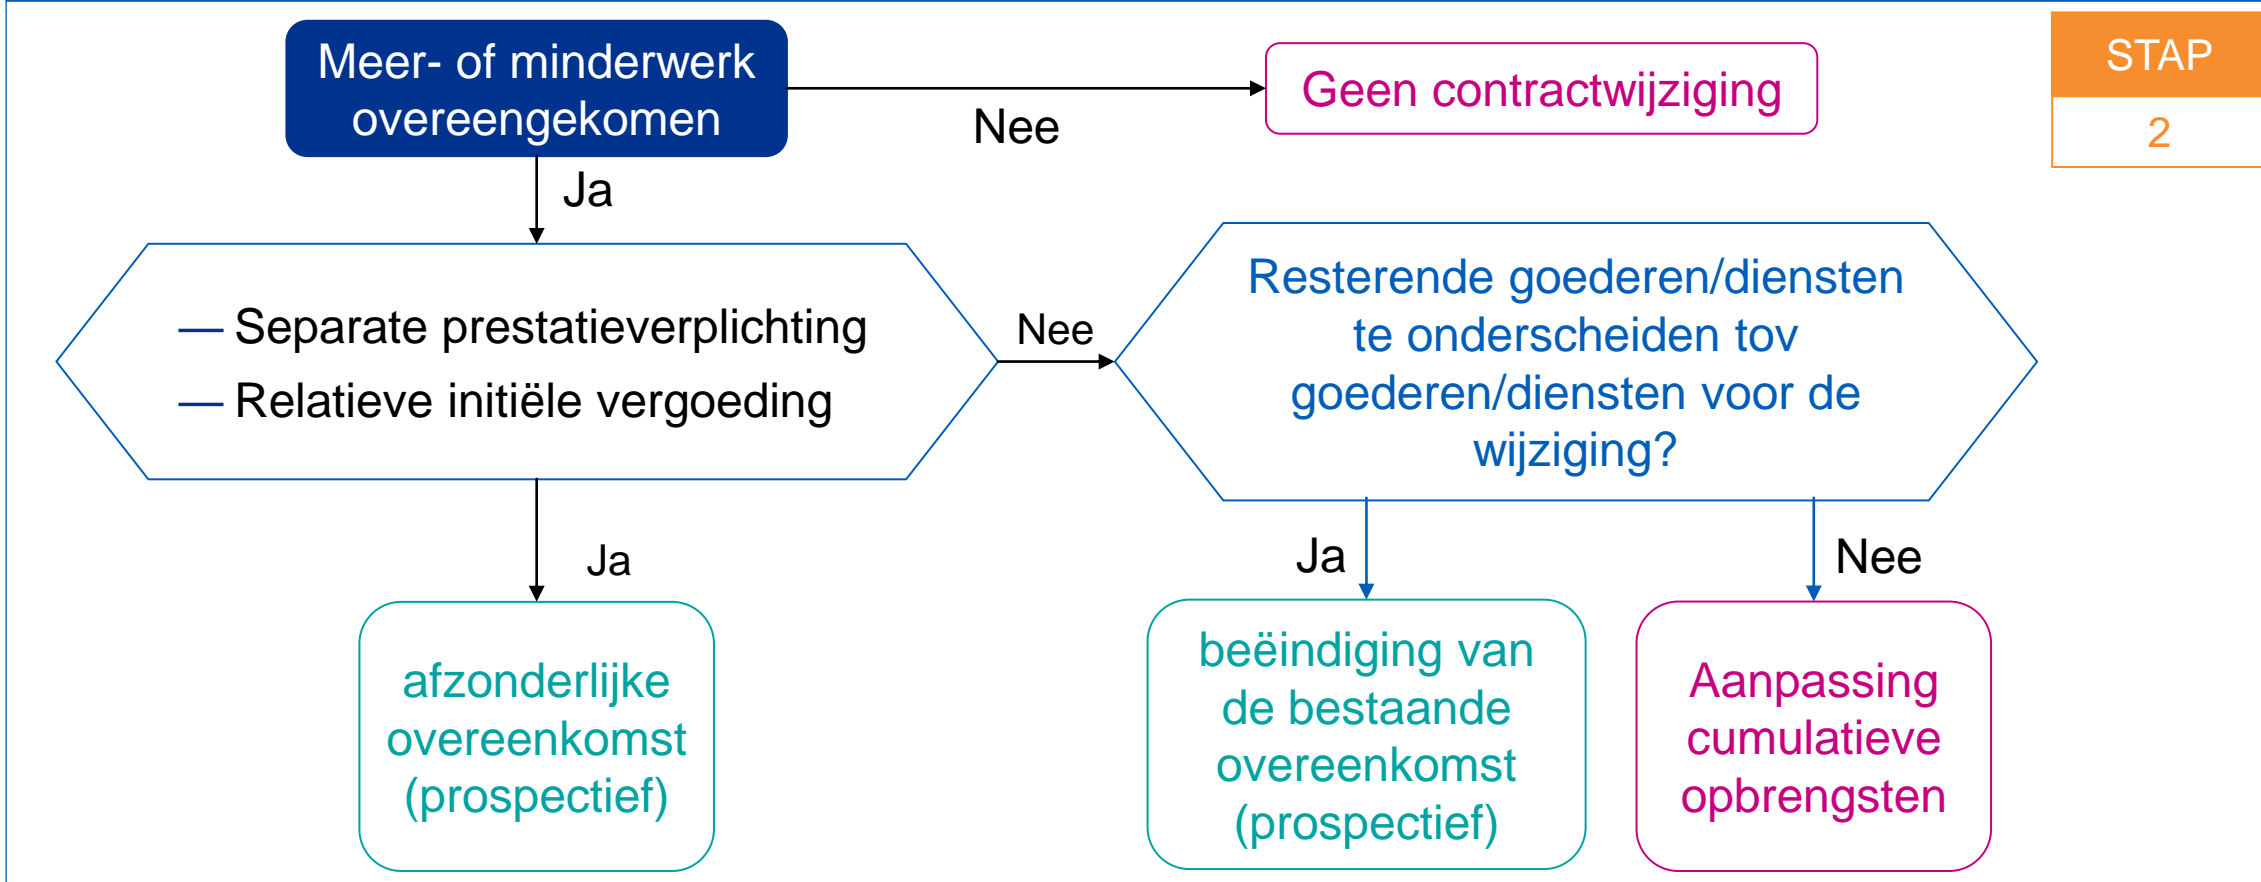 Meer- of minderwerk
overeengekomen
Nee
Geen contractwijziging
STAP
2
Ja
— Separate prestatieverplichting
— Relatieve initiële vergoeding
Nee
Resterende goederen/diensten
te onderscheiden tov
goederen/diensten voor de
wijziging?
Ja
Ja
Nee
afzonderlijke
overeenkomst
(prospectief)
beëindiging van
de bestaande
overeenkomst
(prospectief)
Aanpassing
cumulatieve
opbrengsten